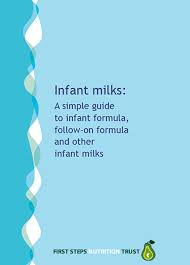 Infant milks:
A simple guide
to infant formula,
follow-on formula
and other
infant milks
FIRST STEPS NUTRITION TRUST